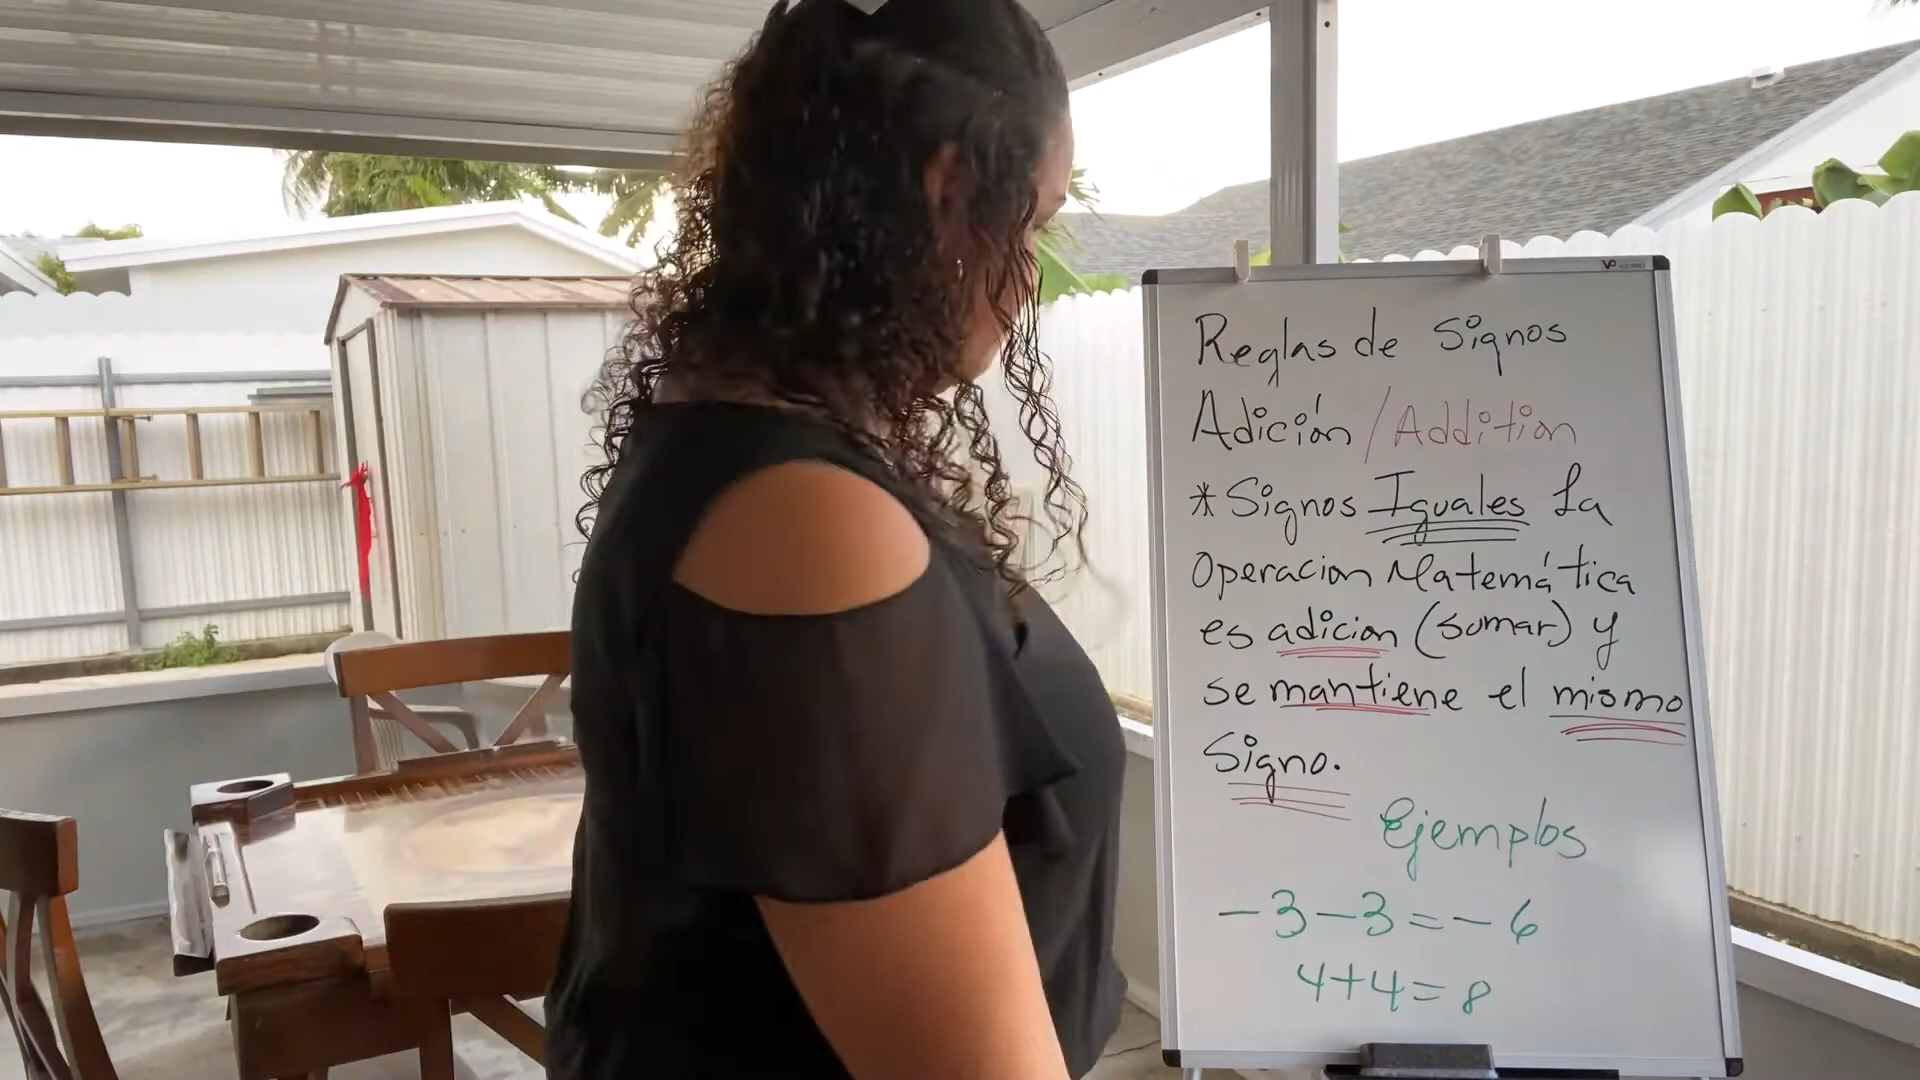 Reglas de Signos
Adición / Addition
* Signos Iguales La
Operacion Matemática
es adicion (sumar) y
se mantiene el mismo
Signo.
Ejemplos
-3-3=-6
4+4=8